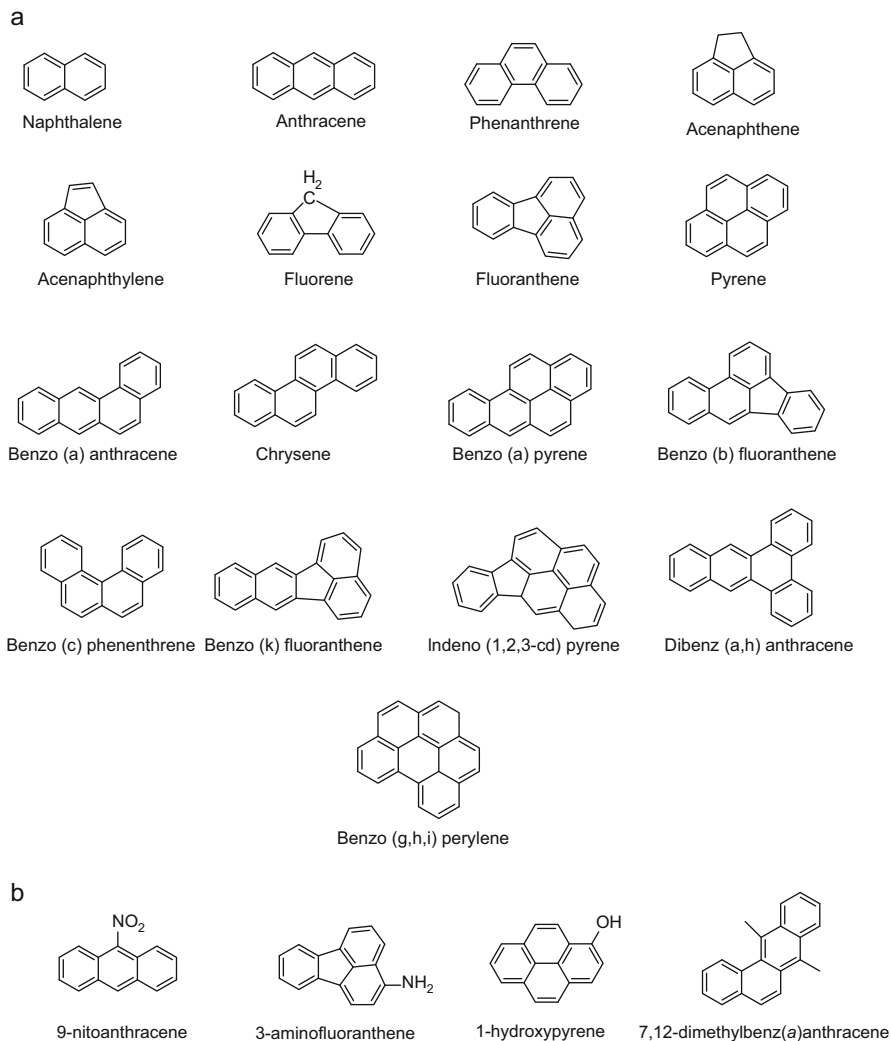 a
Naphthalene
Anthracene
Phenanthrene
Acenaphthene
H2
C
Acenaphthylene
Fluorene
Fluoranthene
Pyrene
Benzo (a) anthracene
Chrysene
Benzo (a) pyrene
Benzo (b) fluoranthene
Benzo (c) phenenthrene
Benzo (k) fluoranthene
Indeno (1,2,3-cd) pyrene
Dibenz (a,h) anthracene
Benzo (g,h,i) perylene
b
NO2
NH2
OH
9-nitoanthracene
3-aminofluoranthene
1-hydroxypyrene
7,12-dimethylbenz(a)anthracene